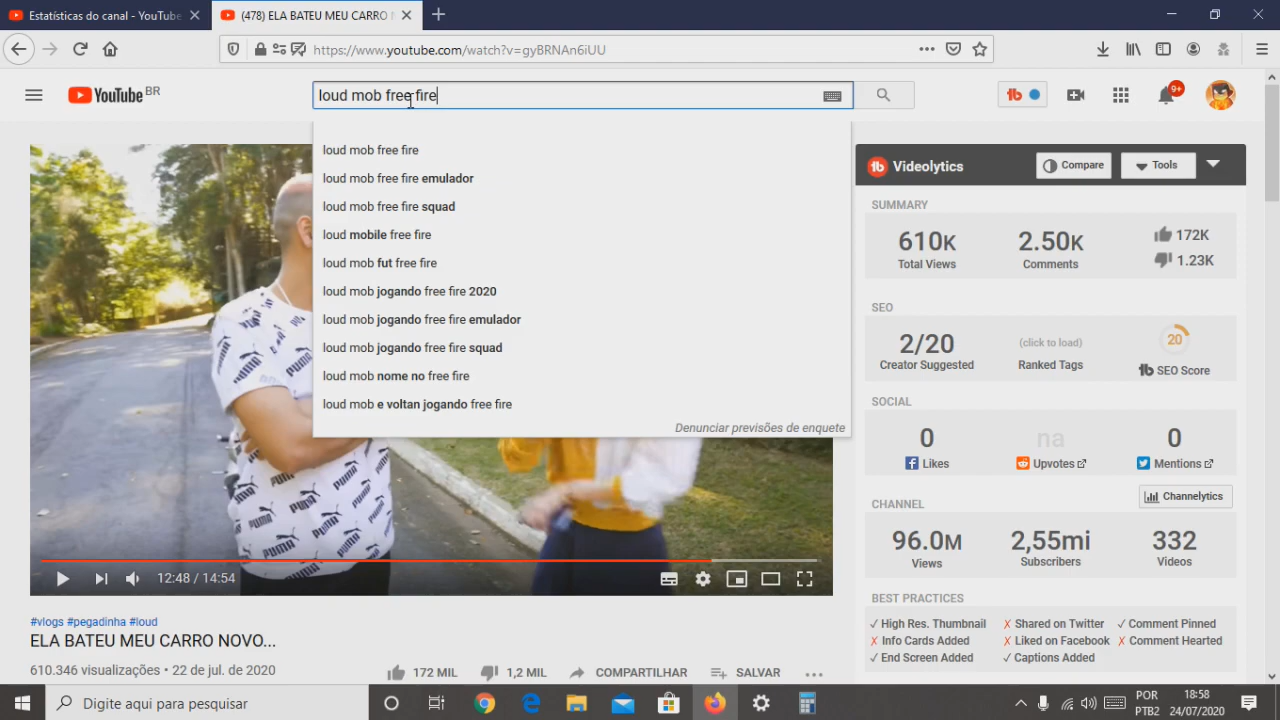 Estatísticas do canal - YouTube
(478) ELA BATEU MEU CARRO N
https://www.youtube.com/watch?v=gyBRNAn6iUU
YouTube BR
loud mob free fire
9+
loud mob free fire
loud mob free fire emulador
loud mob free fire squad
loud mobile free fire
loud mob fut free fire
loud mob jogando free fire 2020
loud mob jogando free fire emulador
loud mob jogando free fire squad
loud mob nome no free fire
loud mob e voltan jogando free fire
Denunciar previsões de enquete
PUMA
12:48 / 14:54
#vlogs #pegadinha #loud
ELA BATEU MEU CARRO NOVO...
610.346 visualizações • 22 de jul. de 2020
172 MIL
1,2 MIL
COMPARTILHAR
SALVAR
Videolytics
Compare
Tools
SUMMARY
610K
2.50K
172K
Total Views
Comments
1.23K
SEO
2/20
(click to load)
20
Creator Suggested
Ranked Tags
tb SEO Score
SOCIAL
0
na
0
Likes
Upvotes
Mentions
Channelytics
CHANNEL
96.0M
2,55mi
332
Views
Subscribers
Videos
BEST PRACTICES
✓ High Res. Thumbnail
✗ Shared on Twitter
✓ Comment Pinned
✗ Info Cards Added
✗ Liked on Facebook
✗ Comment Hearted
✓ End Screen Added
✓ Captions Added
Digite aqui para pesquisar
POR
PTB2
18:58
24/07/2020